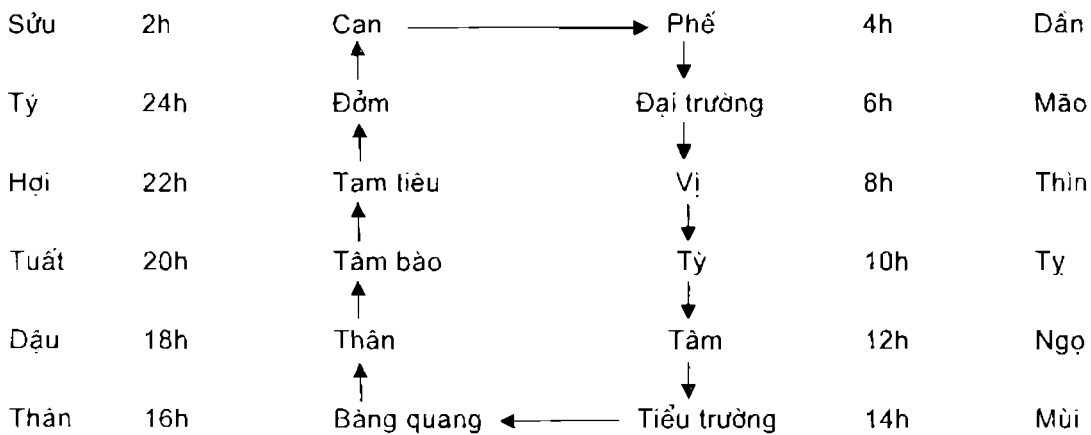 Sửu 2h Can Phế 4h Dần
Tý 24h Đởm Đại trường 6h Mão
Hợi 22h Tam tiêu Vị 8h Thìn
Tuất 20h Tâm bào Tỳ 10h Tỵ
Dậu 18h Thân Tâm 12h Ngọ
Thân 16h Bàng quang Tiểu trường 14h Mùi